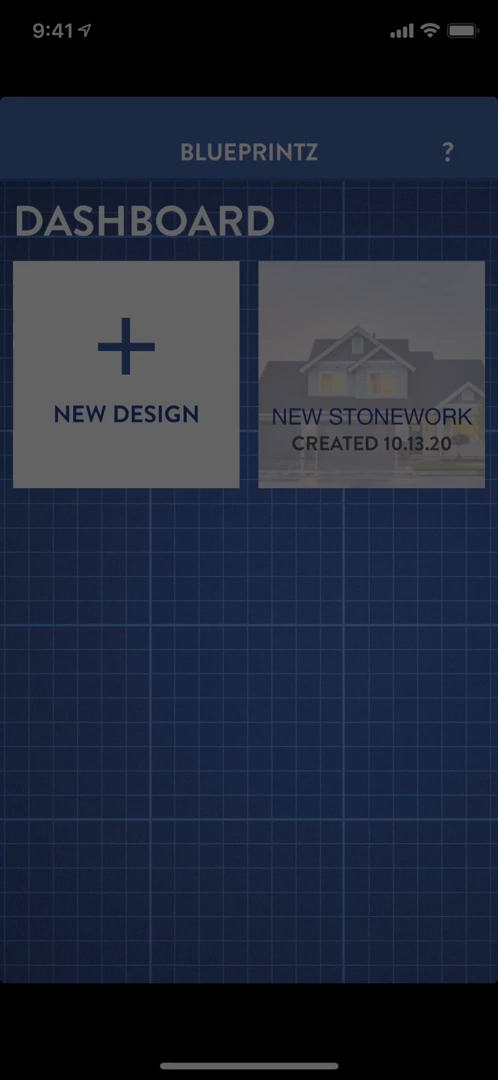 9:41
BLUEPRINTZ
?
DASHBOARD
NEW DESIGN
NEW STONEWORK
CREATED 10.13.20